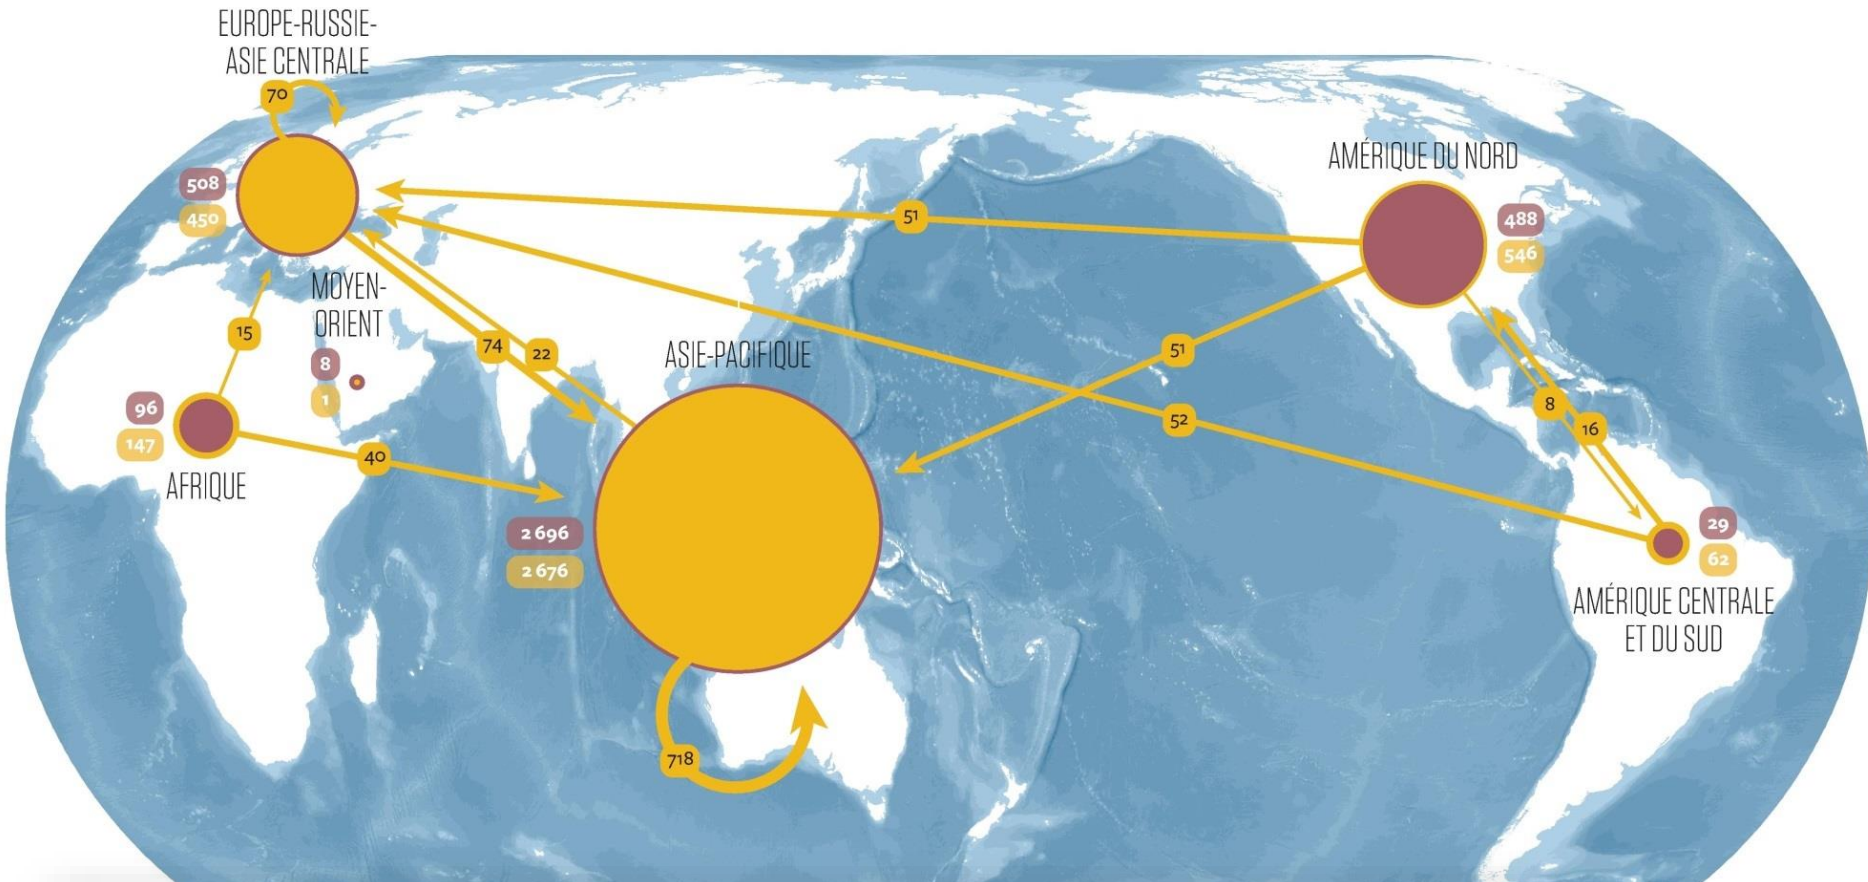 EUROPE-RUSSIE-
ASIE CENTRALE
70
508
450
MOYEN-
ORIENT
8
1
15
96
147
AFRIQUE
40
74
22
ASIE-PACIFIQUE
2 696
2 676
718
51
51
52
AMÉRIQUE DU NORD
488
546
8
16
29
62
AMÉRIQUE CENTRALE
ET DU SUD